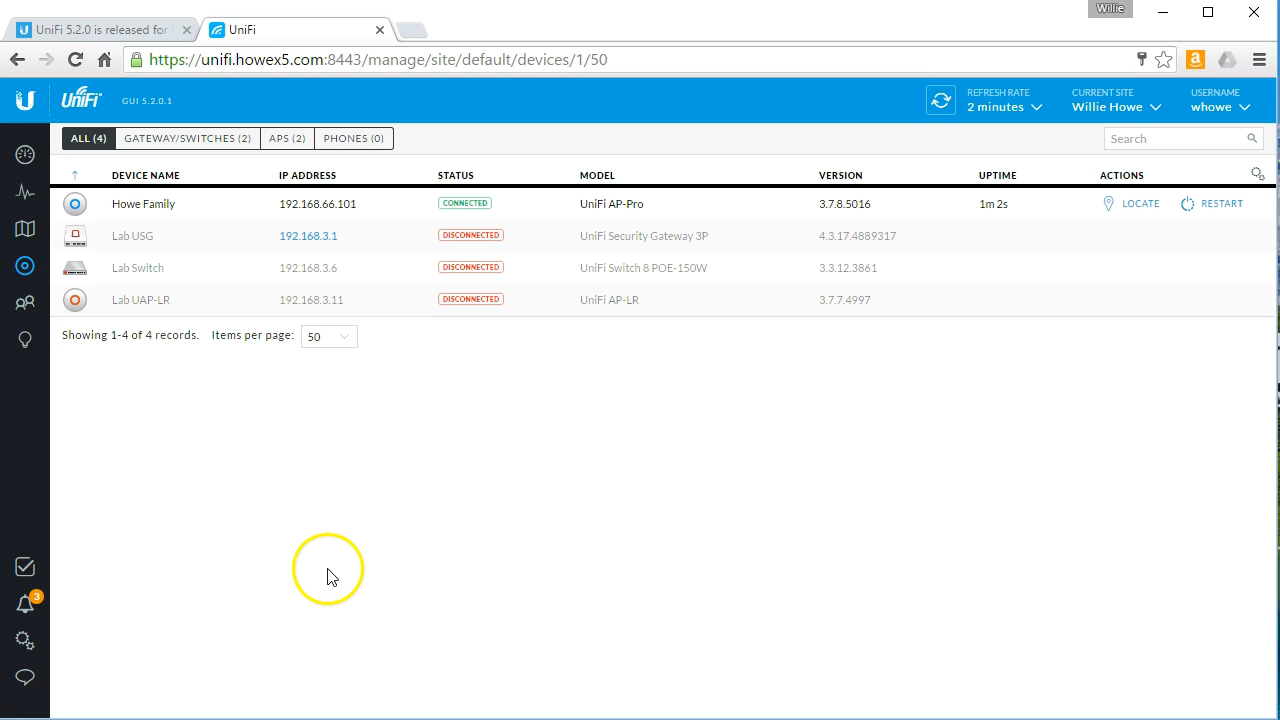 Willie
UniFi 5.2.0 is released for
UniFi
https://unifi.howex5.com:8443/manage/site/default/devices/1/50
UniFi GUI 5.2.0.1
REFRESH RATE CURRENT SITE USERNAME
2 minutes Willie Howe whowe
ALL (4) GATEWAY/SWITCHES (2) APS (2) PHONES (0) Search
DEVICE NAME IP ADDRESS STATUS MODEL VERSION UPTIME ACTIONS
Howe Family 192.168.66.101 CONNECTED UniFi AP-Pro 3.7.8.5016 1m 2s LOCATE RESTART
Lab USG 192.168.3.1 DISCONNECTED UniFi Security Gateway 3P 4.3.17.4889317
Lab Switch 192.168.3.6 DISCONNECTED UniFi Switch 8 POE-150W 3.3.12.3861
Lab UAP-LR 192.168.3.11 DISCONNECTED UniFi AP-LR 3.7.7.4997
Showing 1-4 of 4 records. Items per page: 50
3